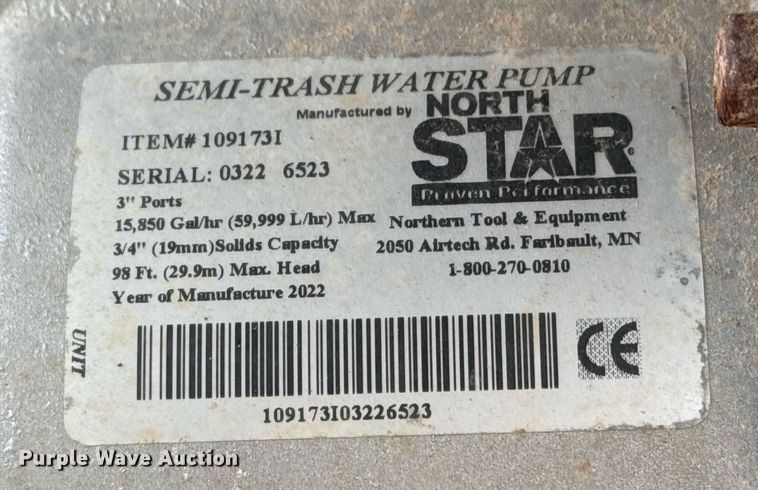 SEMI-TRASH WATER PUMP
Manufactured by NORTH STAR®
Proven Performance
ITEM# 109173I
SERIAL: 0322 6523
3" Ports
15,850 Gal/hr (59,999 L/hr) Max
3/4" (19mm)Solids Capacity
98 Ft. (29.9m) Max. Head
Year of Manufacture 2022
Northern Tool & Equipment
2050 Airtech Rd. Faribault, MN
1-800-270-0810
UNIT
CE
109173I03226523
Purple Wave Auction